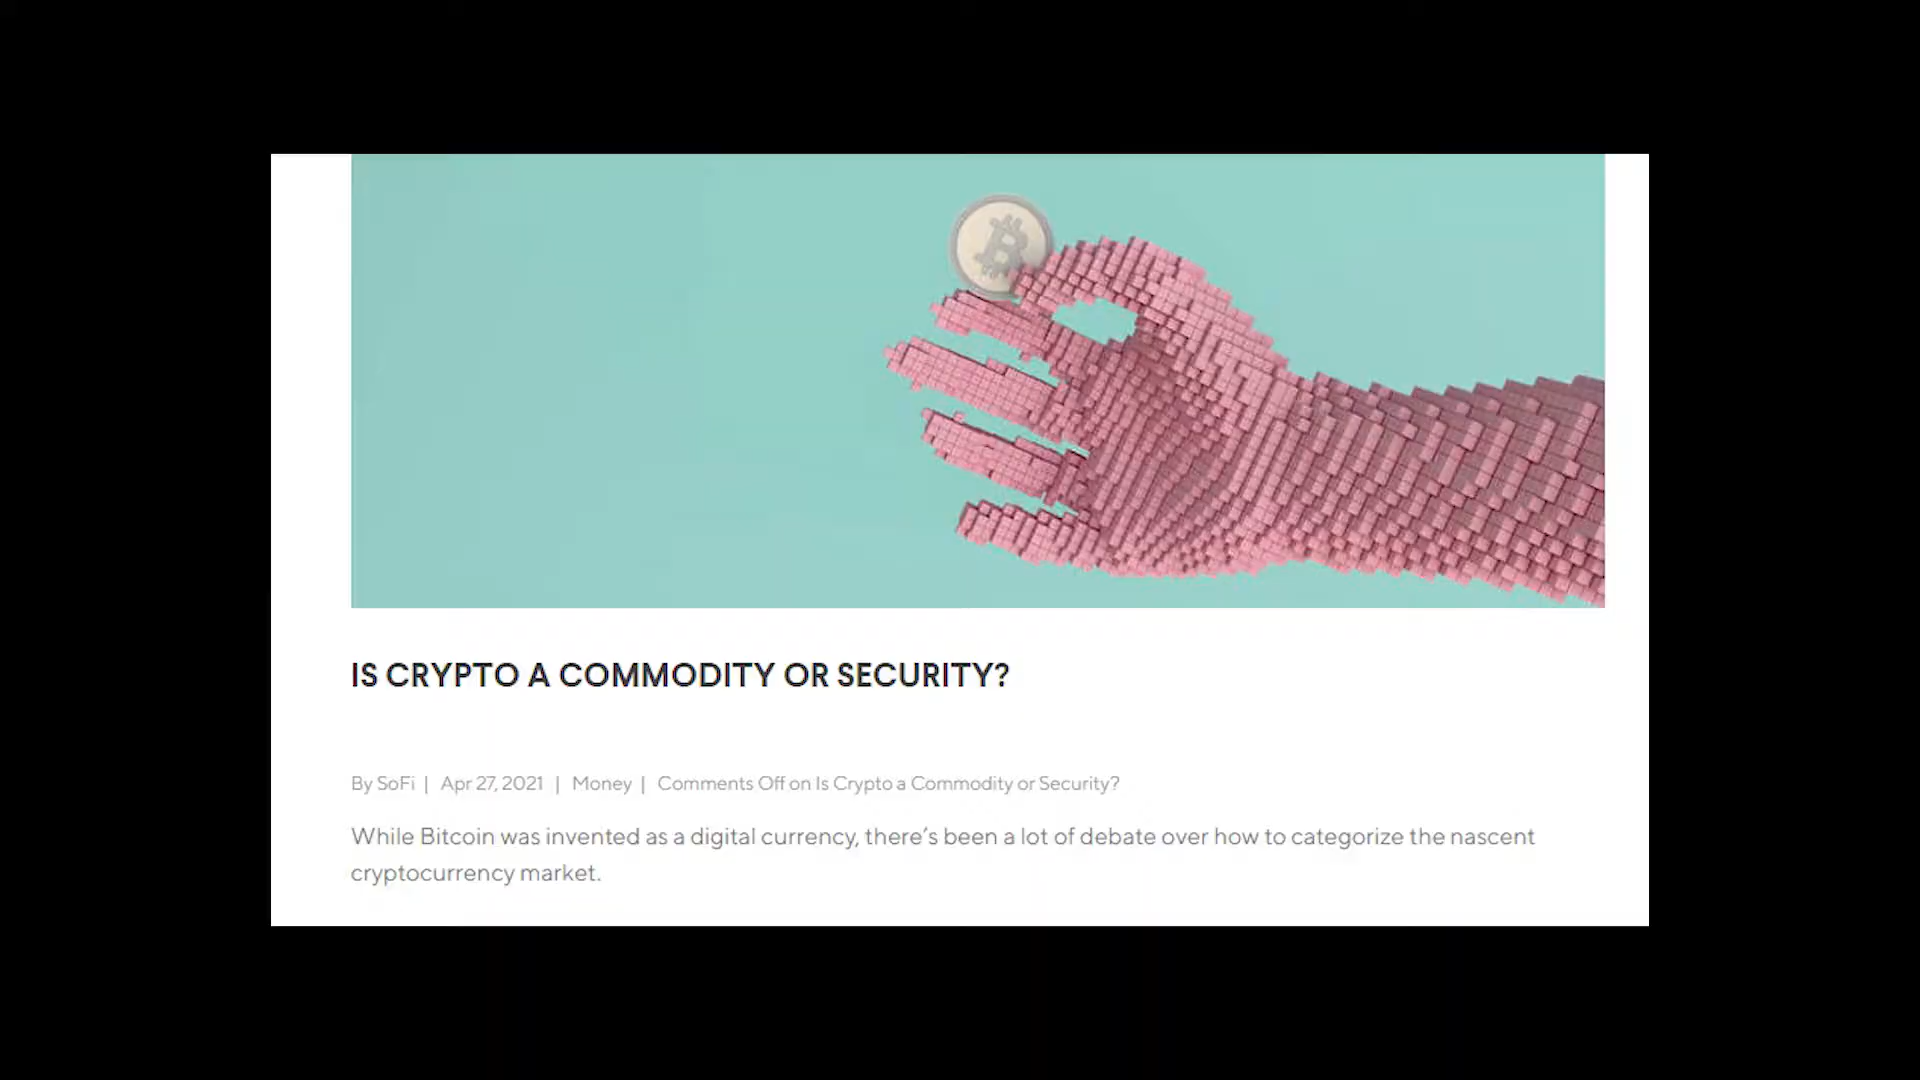 IS CRYPTO A COMMODITY OR SECURITY?
By SoFi | Apr 27, 2021 | Money | Comments Off on Is Crypto a Commodity or Security?
While Bitcoin was invented as a digital currency, there’s been a lot of debate over how to categorize the nascent
cryptocurrency market.